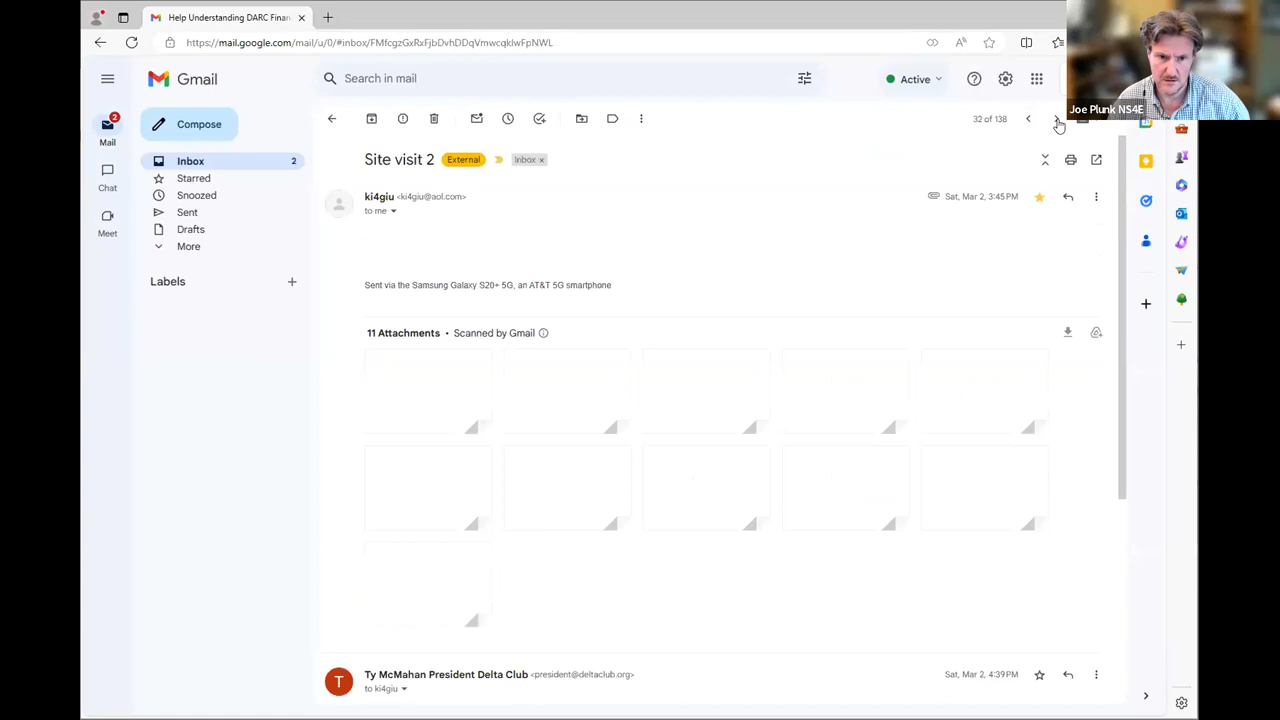 Help Understanding DARC Finan
https://mail.google.com/mail/u/0/#inbox/FMfcgzGxRxFjbDvhDDqVmwcqklwFpNWL
Joe Plunk NS4E
Gmail
Search in mail
Active
2
Mail
Chat
Meet
Compose
Inbox 2
Starred
Snoozed
Sent
Drafts
More
Labels
32 of 138
Site visit 2 External Inbox x
ki4giu <ki4giu@aol.com> Sat, Mar 2, 3:45 PM
to me
Sent via the Samsung Galaxy S20+ 5G, an AT&T 5G smartphone
11 Attachments • Scanned by Gmail
T
Ty McMahan President Delta Club <president@deltaclub.org> Sat, Mar 2, 4:39 PM
to ki4giu